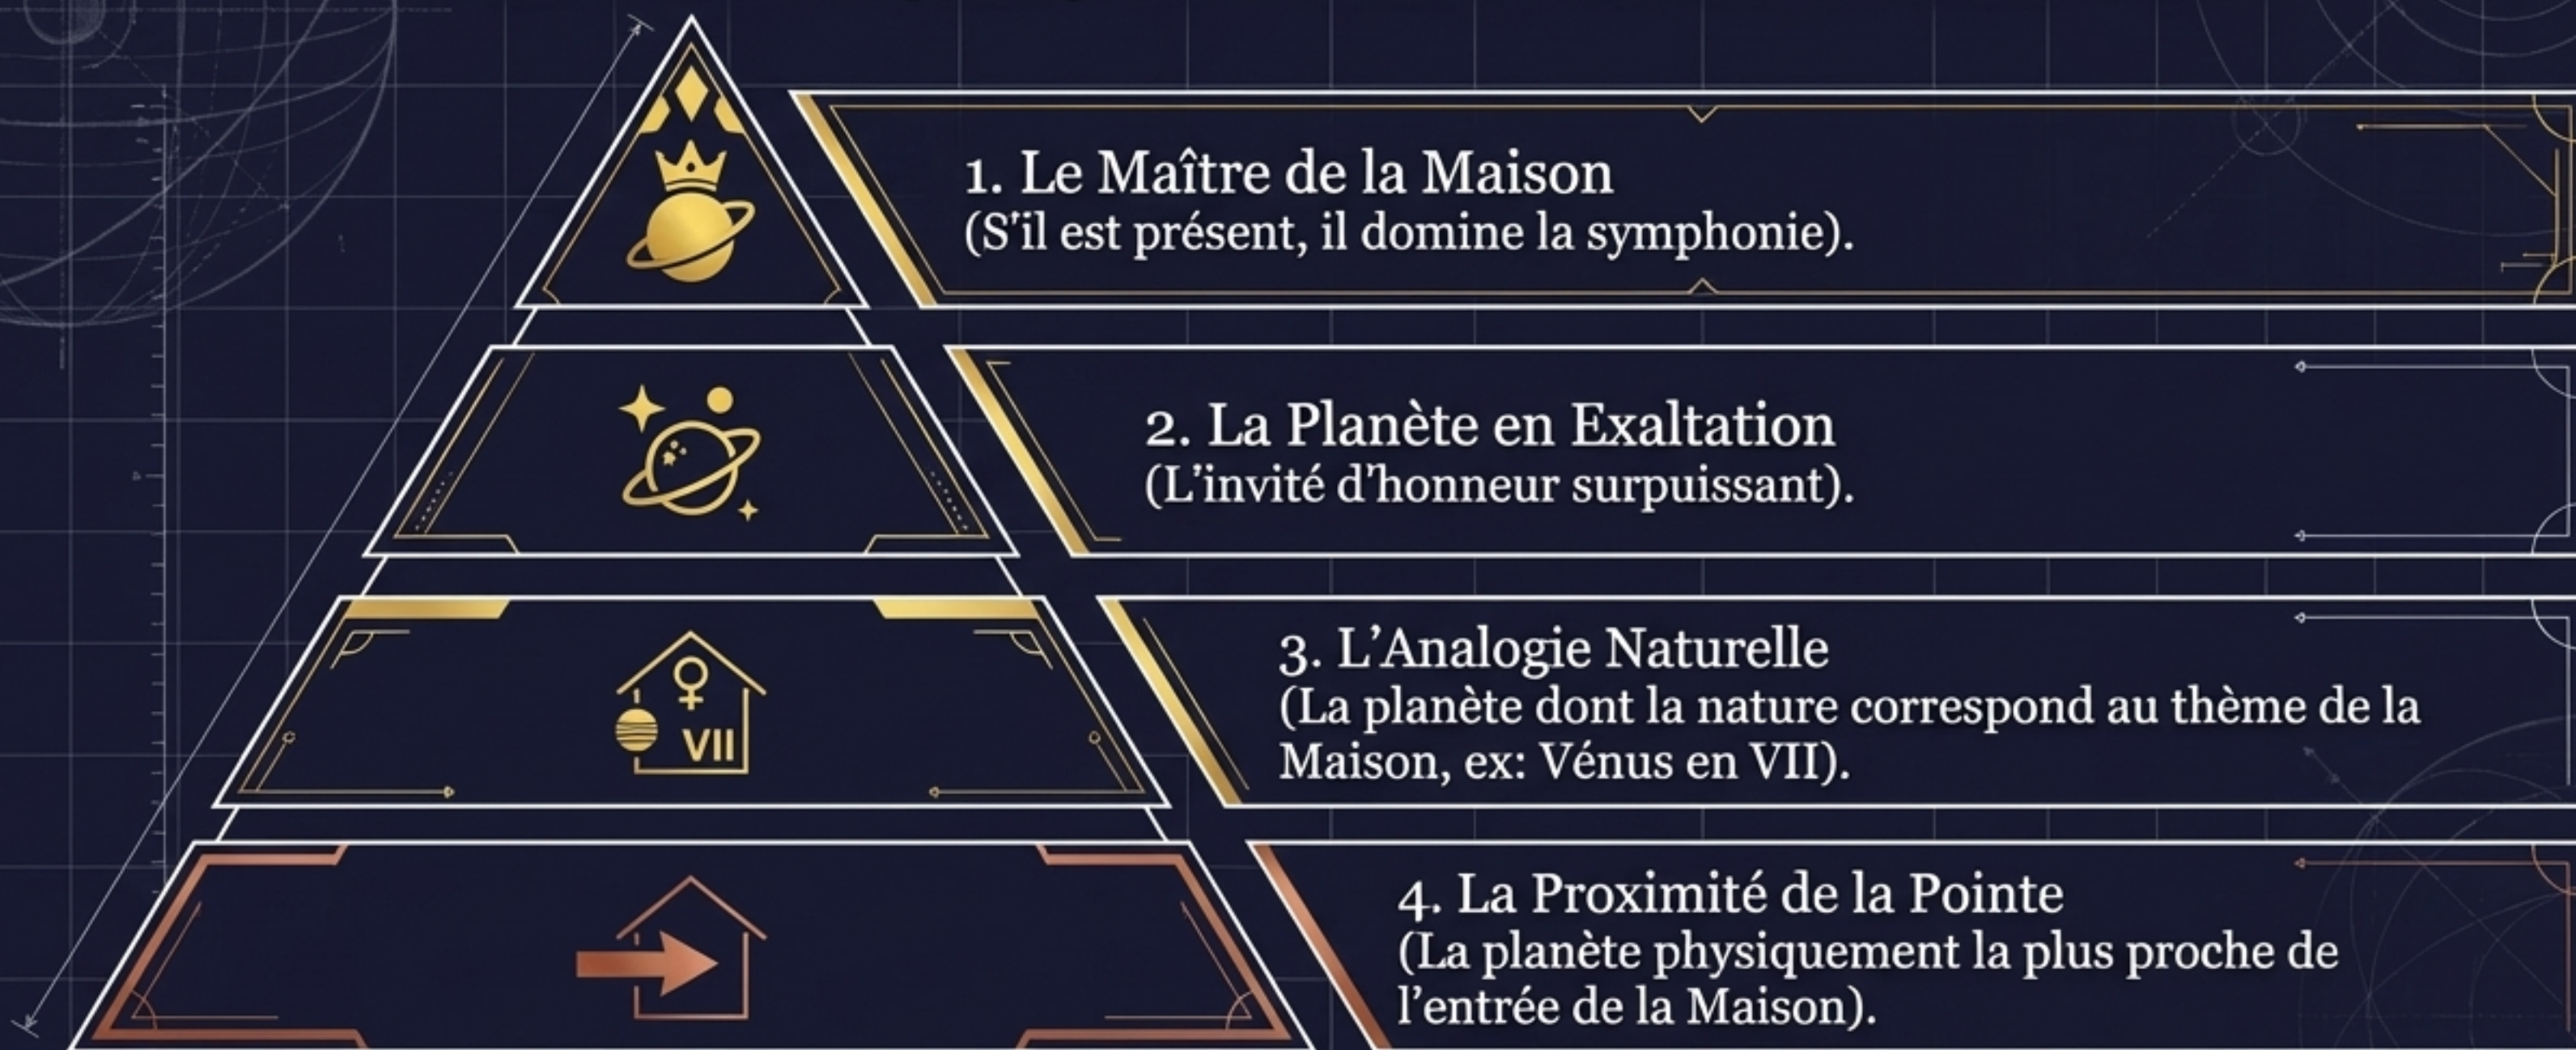 1. Le Maître de la Maison
(S'il est présent, il domine la symphonie).
2. La Planète en Exaltation
(L'invité d'honneur surpuissant).
VII
3. L'Analogie Naturelle
(La planète dont la nature correspond au thème de la
Maison, ex: Vénus en VII).
4. La Proximité de la Pointe
(La planète physiquement la plus proche de
l'entrée de la Maison).